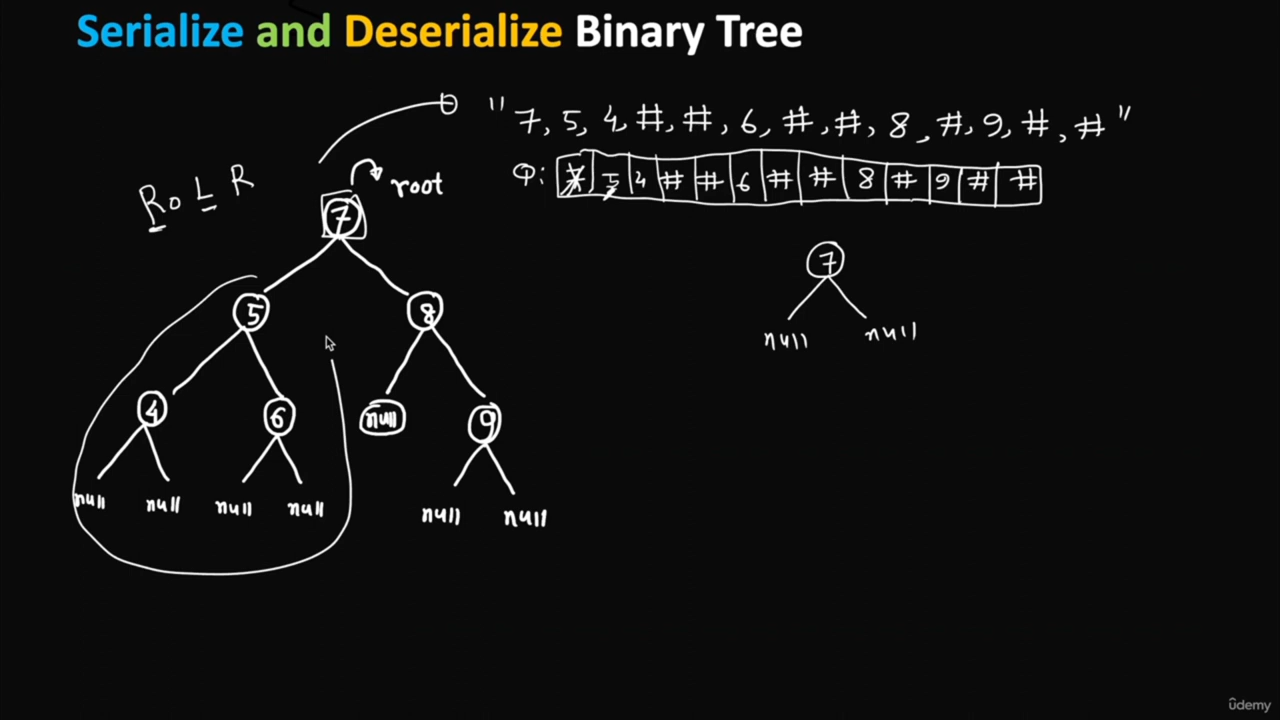 Serialize and Deserialize Binary Tree
" 7, 5, 4, #, #, 6, #, #, 8, #, 9, #, # "
Q: 7 5 4 # # 6 # # 8 # 9 # #
Ro L R
root
7
5 8
4 6 null 9
null null null null null null
7
null null
ûdemy